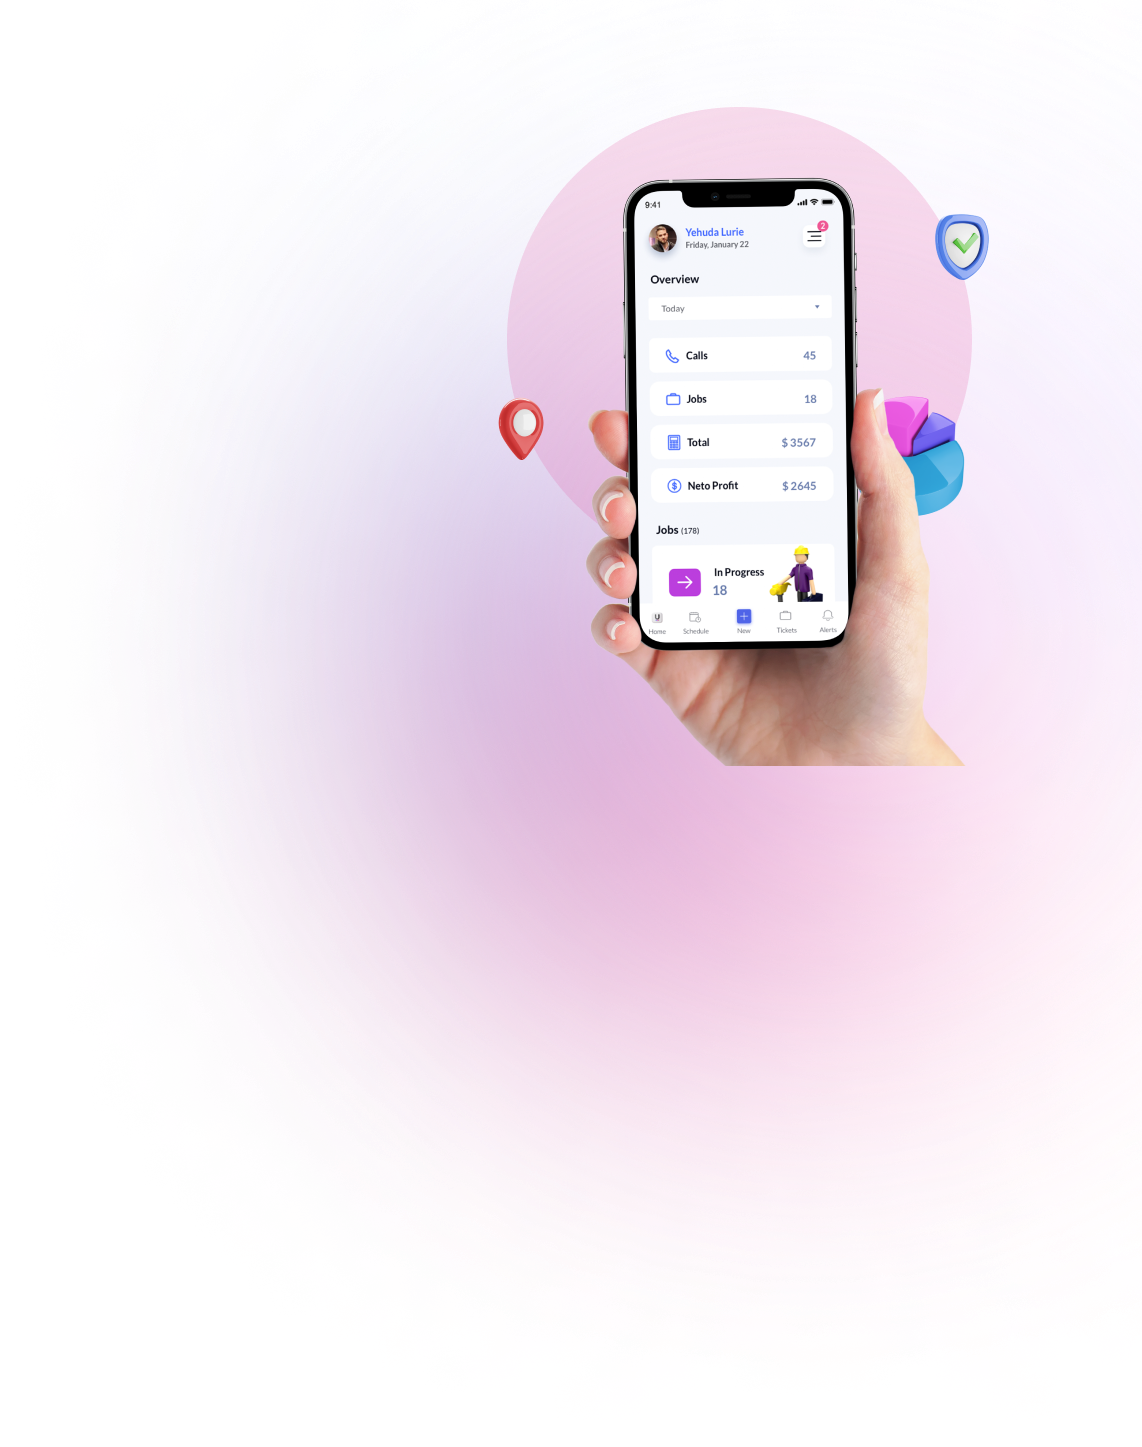 9:41
2
Yehuda Lurie
Friday, January 22
Overview
Today
Calls 45
Jobs 18
Total $ 3567
Neto Profit $ 2645
Jobs (178)
In Progress
18
Home Schedule New Tickets Alerts